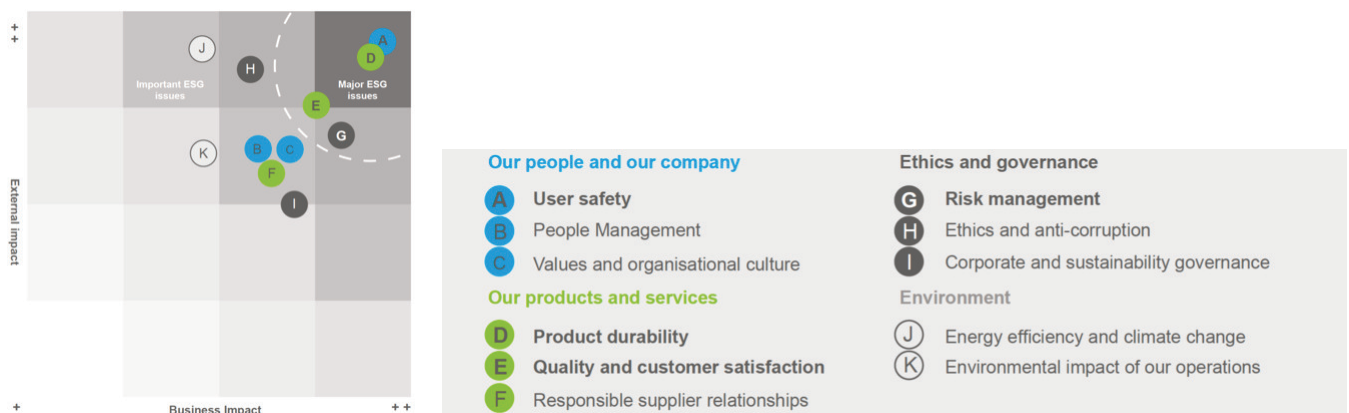 ++
J
A
D
H
Important ESG
issues
Major ESG
issues
E
G
B
C
K
F
I
External impact
+
Business Impact
++
Our people and our company
A User safety
B People Management
C Values and organisational culture
Our products and services
D Product durability
E Quality and customer satisfaction
F Responsible supplier relationships
Ethics and governance
G Risk management
H Ethics and anti-corruption
I Corporate and sustainability governance
Environment
J Energy efficiency and climate change
K Environmental impact of our operations